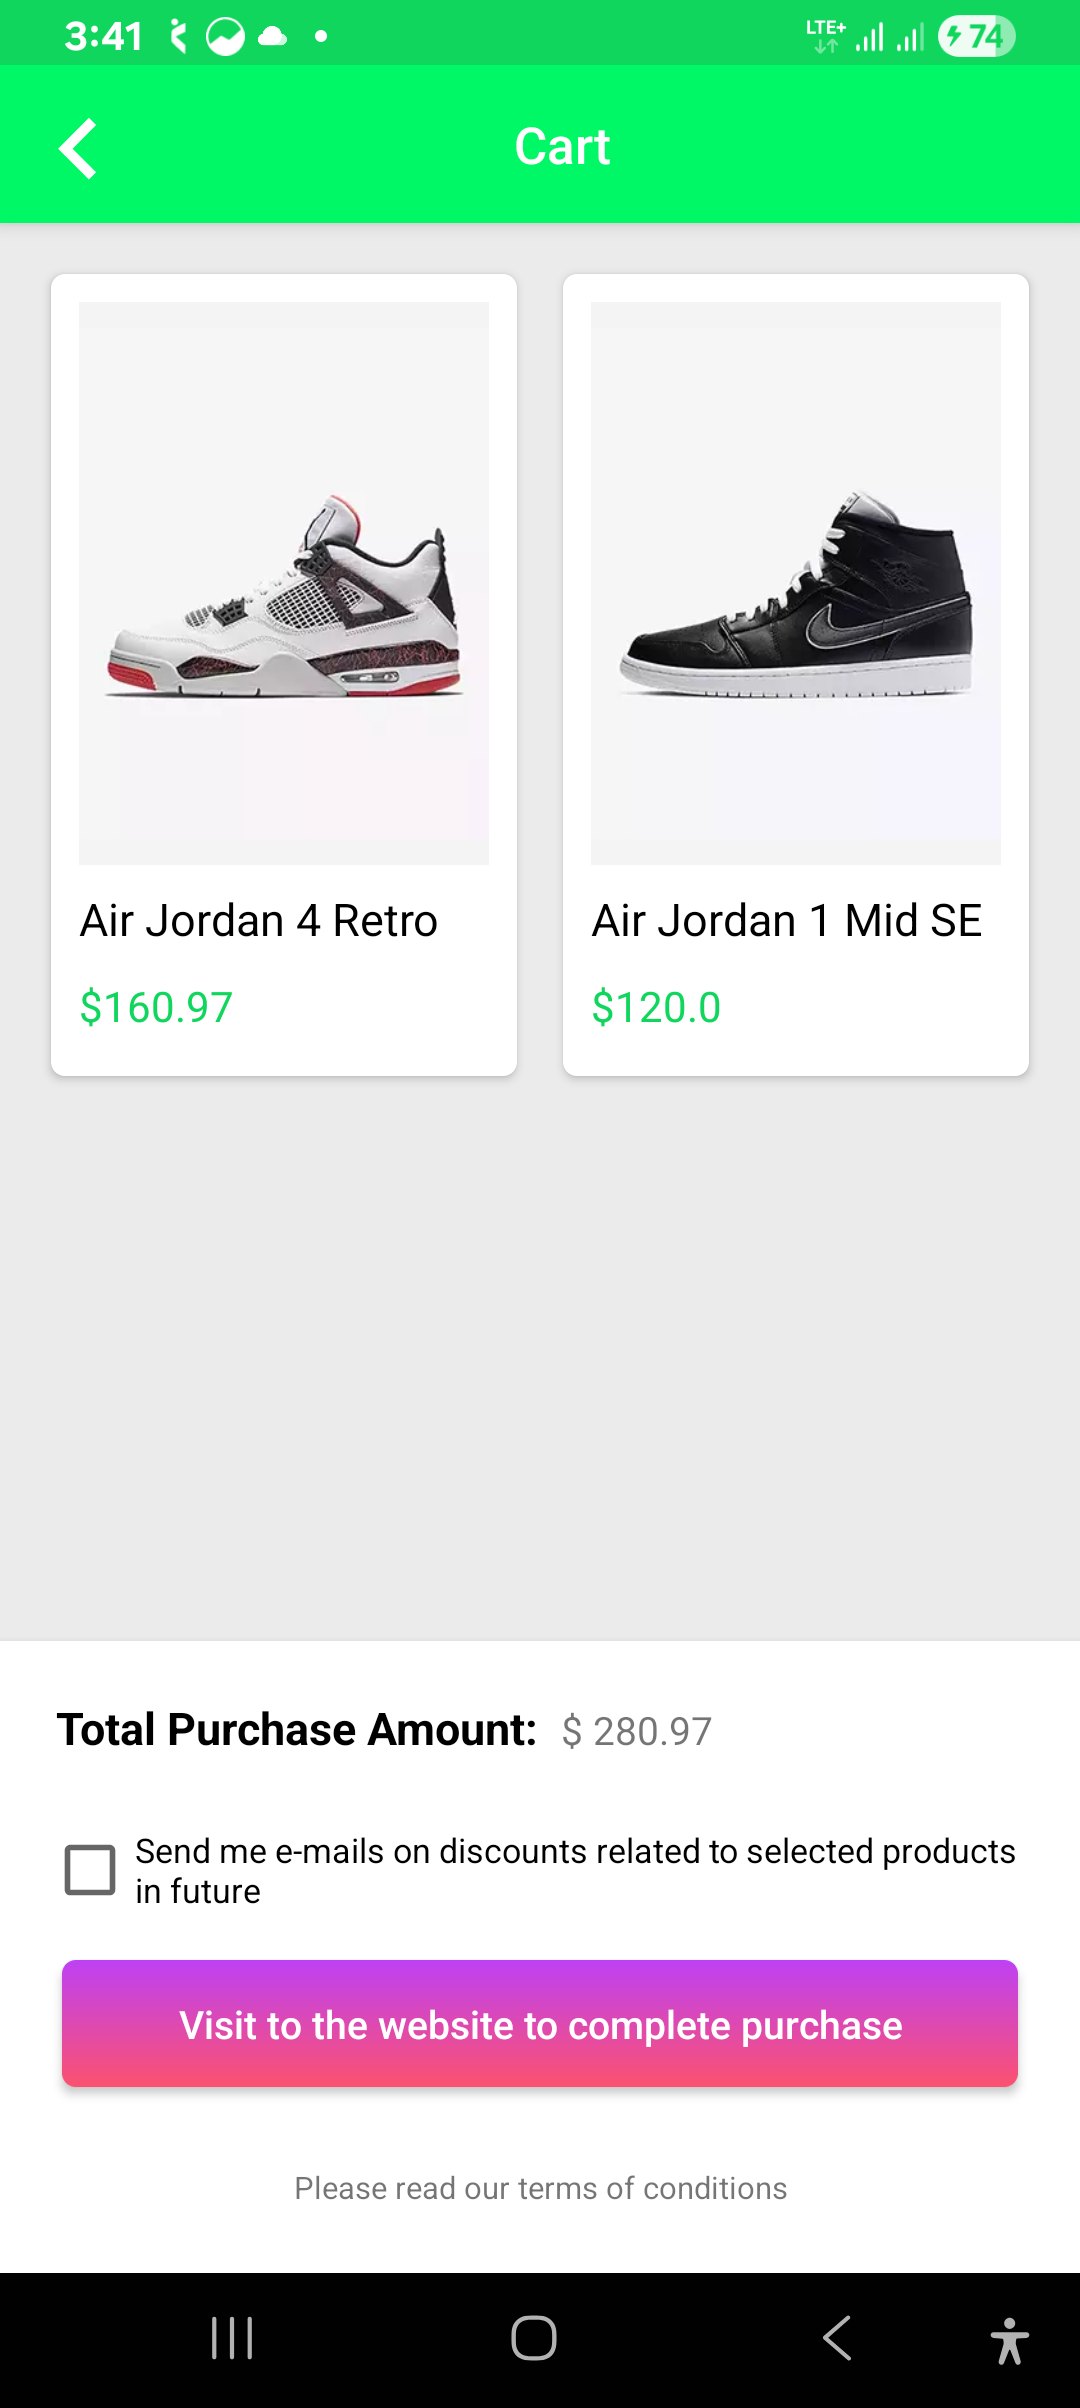 3:41
LTE+
74
Cart
Air Jordan 4 Retro
$160.97
Air Jordan 1 Mid SE
$120.0
Total Purchase Amount: $ 280.97
Send me e-mails on discounts related to selected products
in future
Visit to the website to complete purchase
Please read our terms of conditions